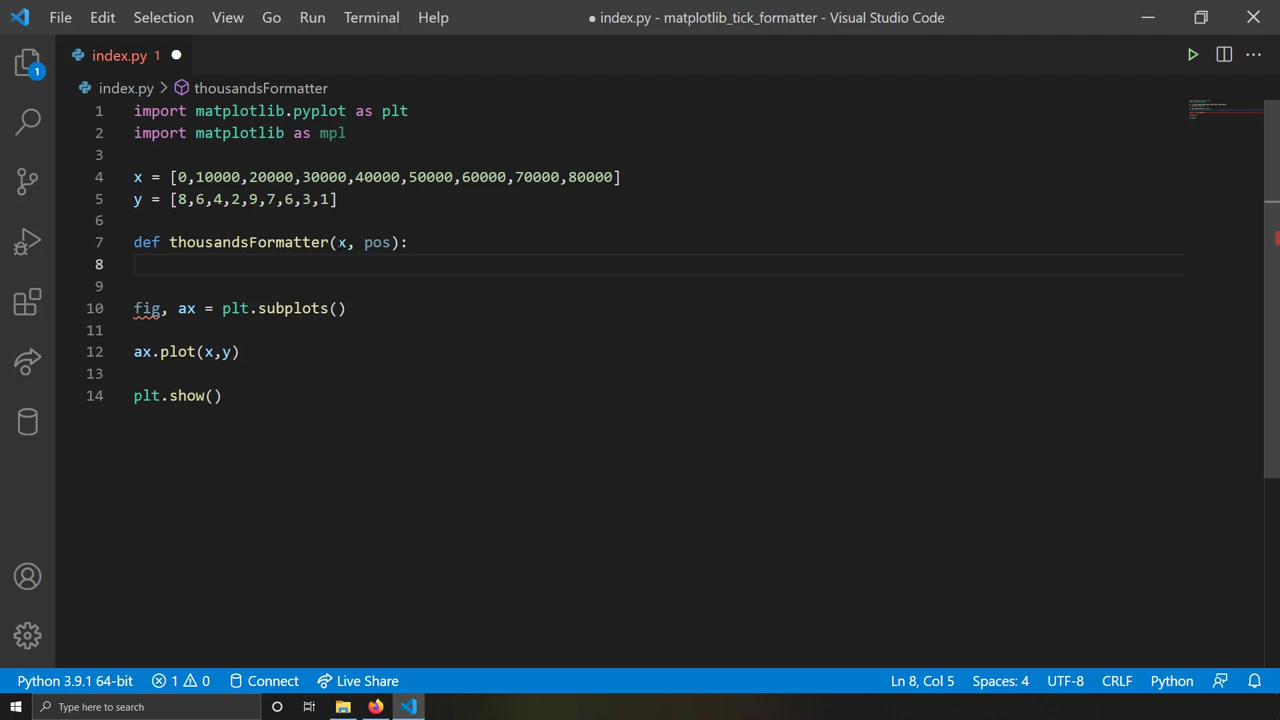 File Edit Selection View Go Run Terminal Help
● index.py - matplotlib_tick_formatter - Visual Studio Code
index.py 1 ●
1
index.py > thousandsFormatter
1 import matplotlib.pyplot as plt
2 import matplotlib as mpl
3
4 x = [0,10000,20000,30000,40000,50000,60000,70000,80000]
5 y = [8,6,4,2,9,7,6,3,1]
6
7 def thousandsFormatter(x, pos):
8
9
10 fig, ax = plt.subplots()
11
12 ax.plot(x,y)
13
14 plt.show()
Python 3.9.1 64-bit 1 0 Connect Live Share Ln 8, Col 5 Spaces: 4 UTF-8 CRLF Python
Type here to search